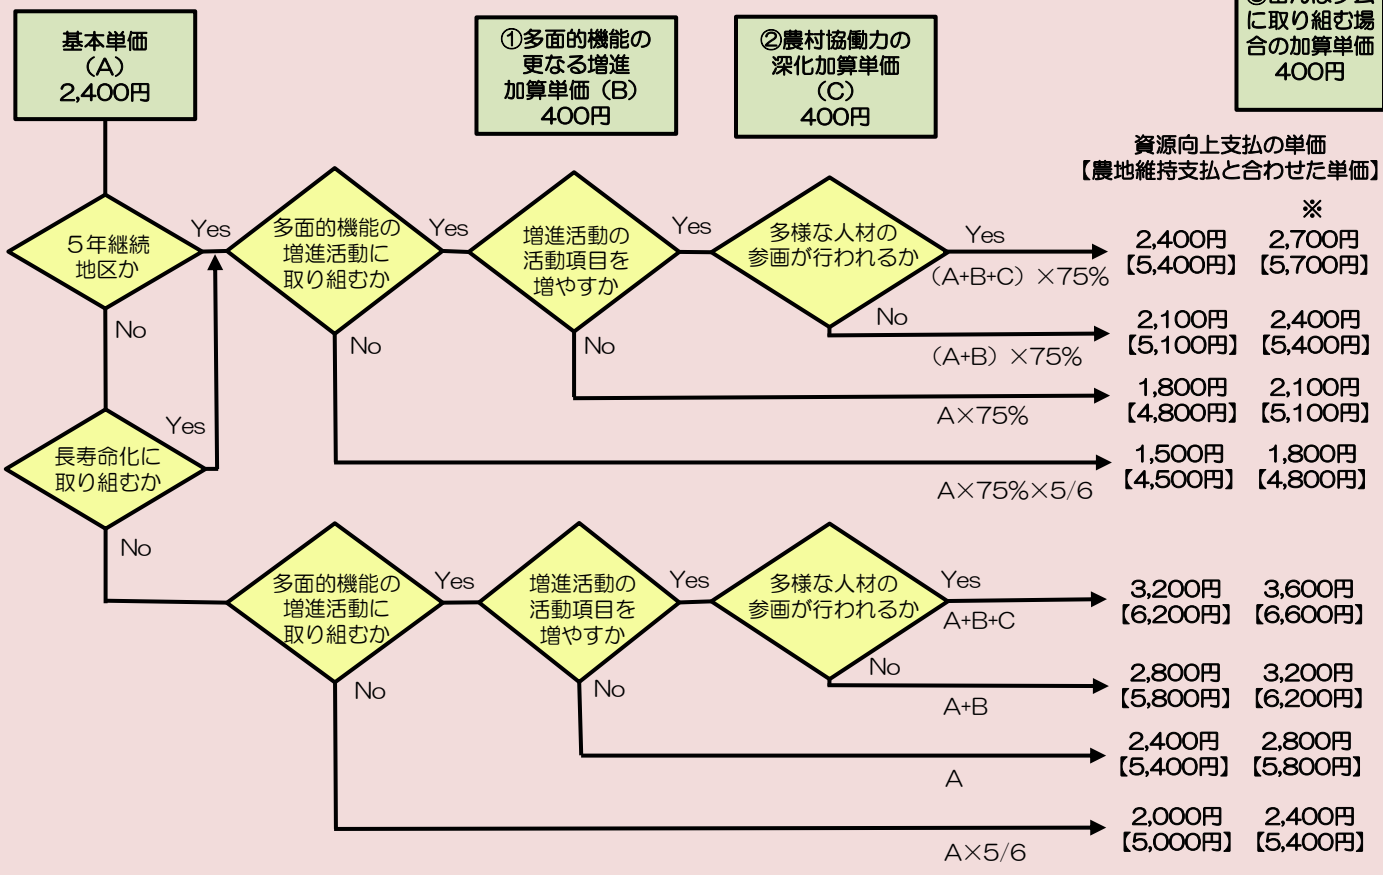 基本単価
（A）
2,400円
①多面的機能の
更なる増進
加算単価（B）
400円
②農村協働力の
深化加算単価
（C）
400円
に取り組む場
合の加算単価
400円
資源向上支払の単価
【農地維持支払と合わせた単価】
※
5年継続
地区か
Yes
No
多面的機能の
増進活動に
取り組むか
Yes
No
増進活動の
活動項目を
増やすか
Yes
No
多様な人材の
参画が行われるか
Yes
（A+B+C）×75%
2,400円 2,700円
【5,400円】 【5,700円】
No
（A+B）×75%
2,100円 2,400円
【5,100円】 【5,400円】
A×75%
1,800円 2,100円
【4,800円】 【5,100円】
A×75%×5/6
1,500円 1,800円
【4,500円】 【4,800円】
長寿命化に
取り組むか
Yes
No
多面的機能の
増進活動に
取り組むか
Yes
No
増進活動の
活動項目を
増やすか
Yes
No
多様な人材の
参画が行われるか
Yes
A+B+C
3,200円 3,600円
【6,200円】 【6,600円】
No
A+B
2,800円 3,200円
【5,800円】 【6,200円】
A
2,400円 2,800円
【5,400円】 【5,800円】
A×5/6
2,000円 2,400円
【5,000円】 【5,400円】